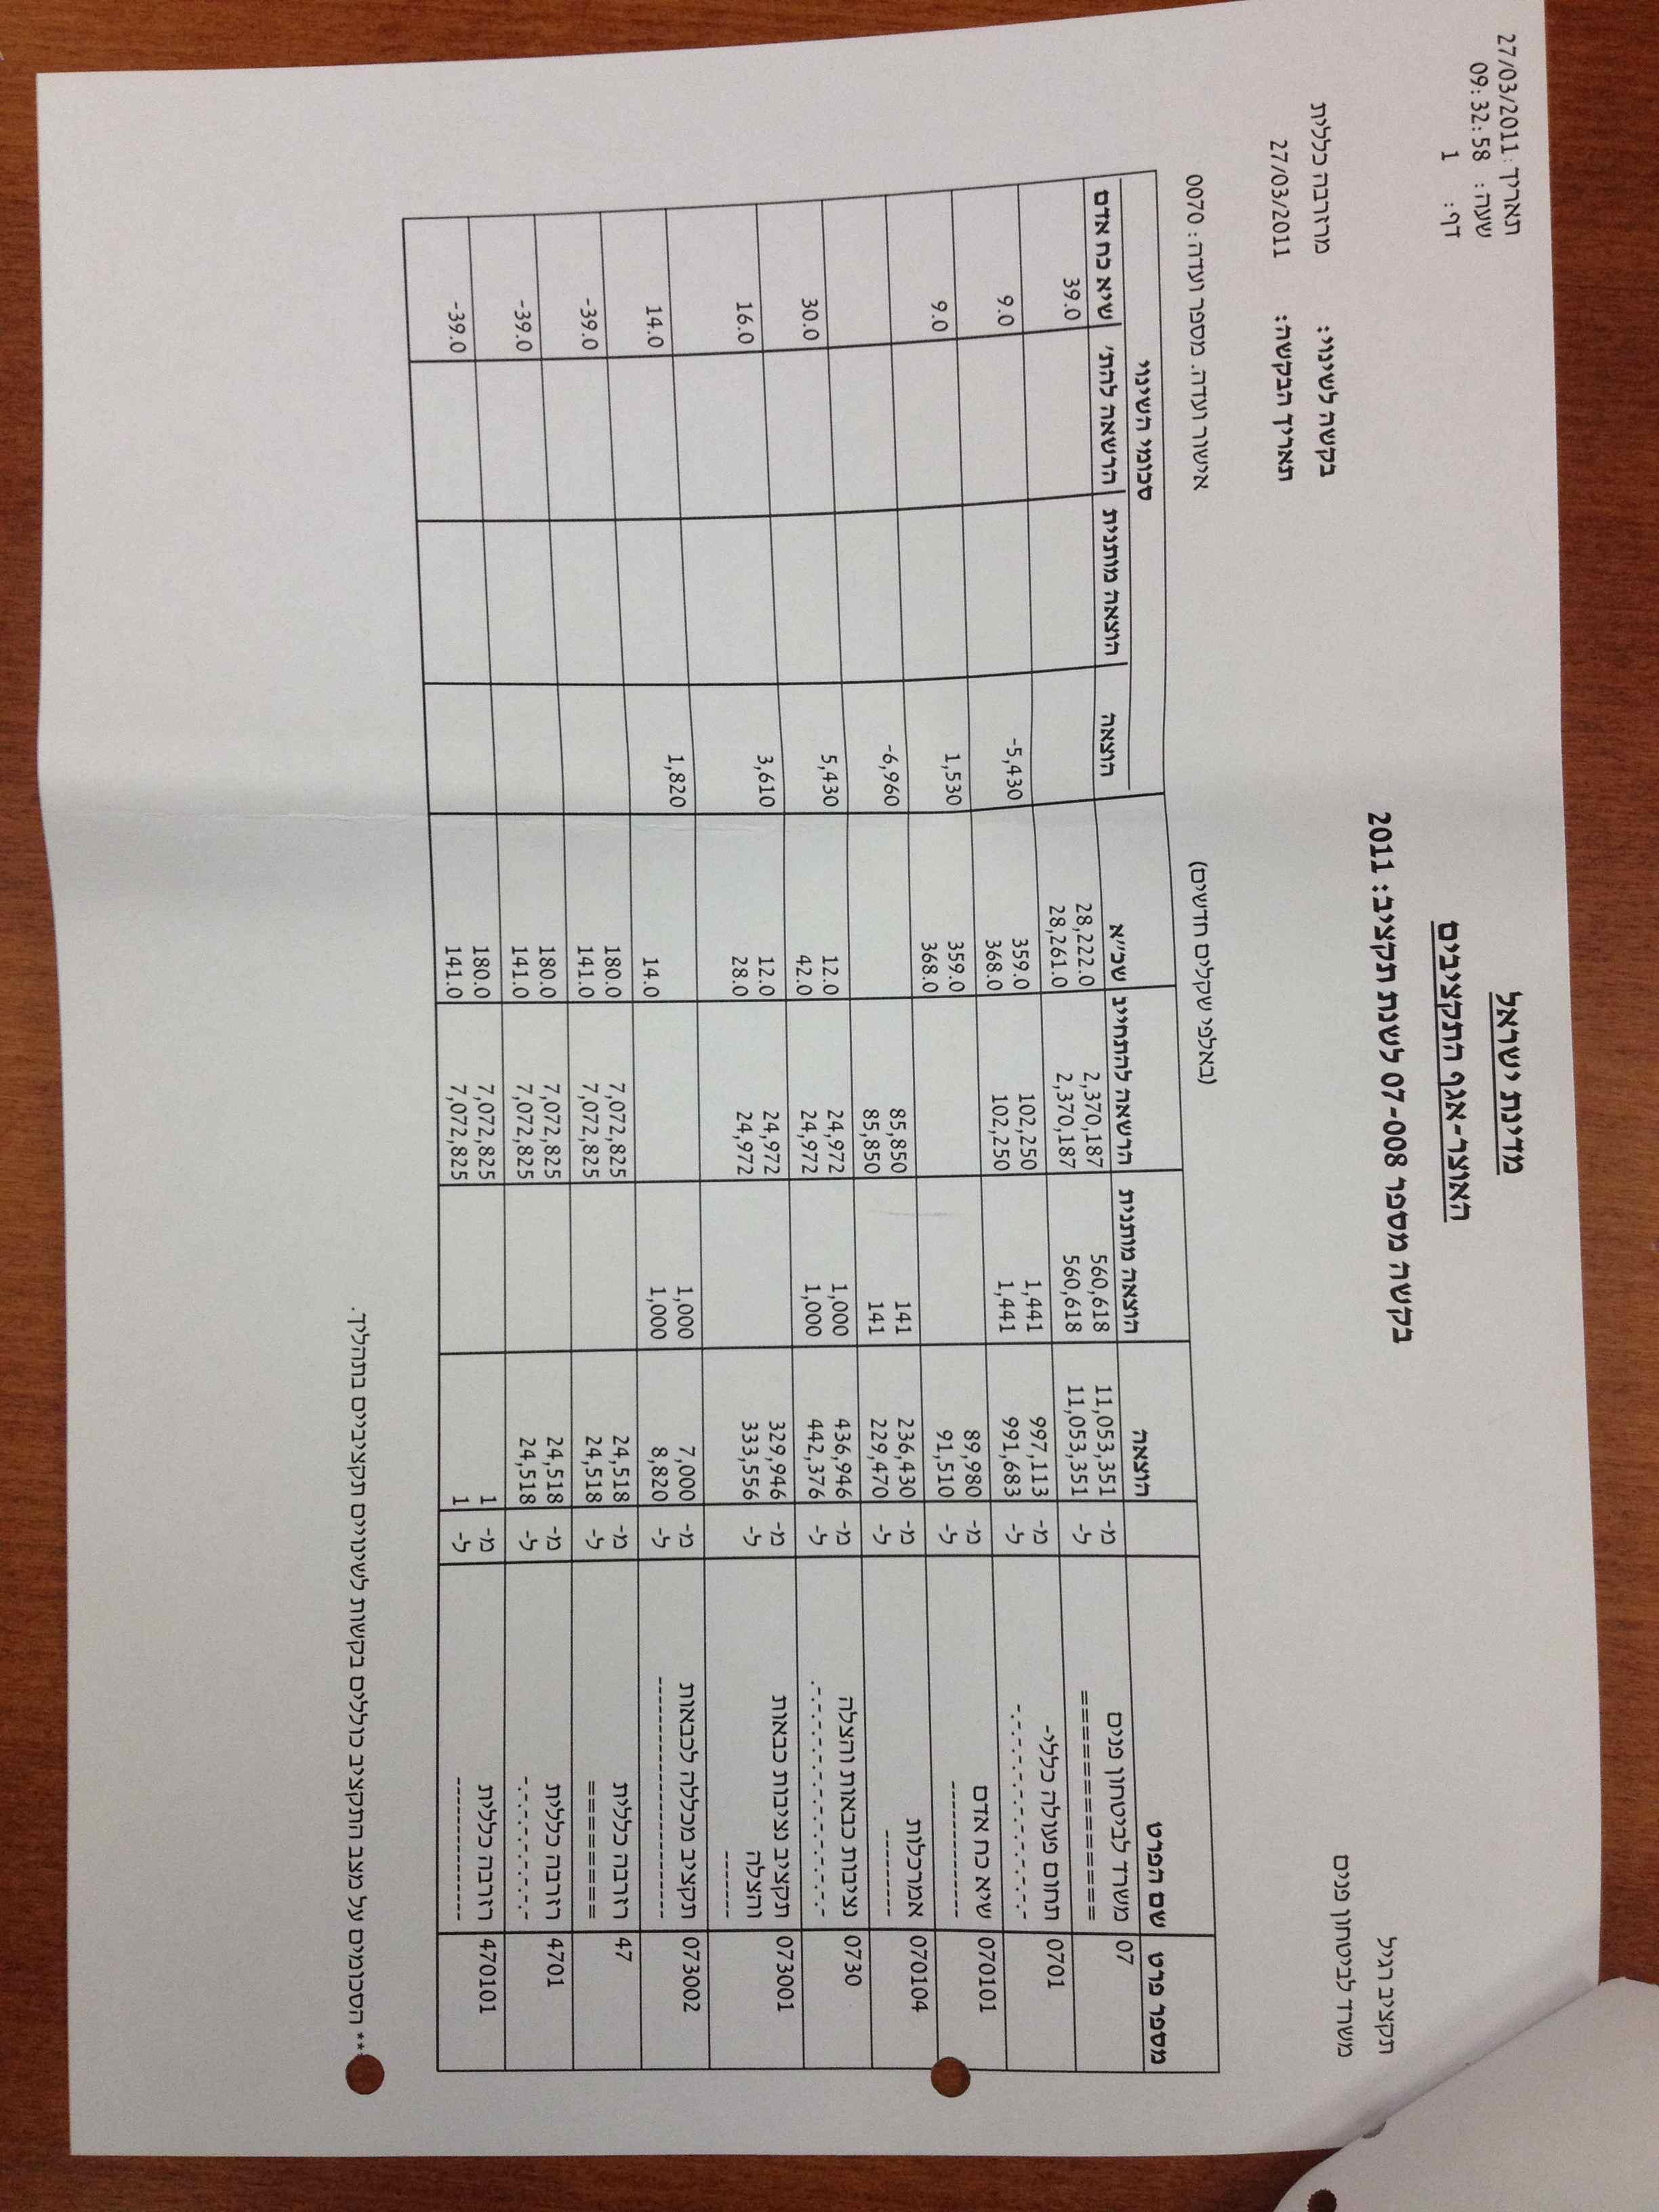 מדינת ישראל
האוצר-אגף התקציבים
בקשה מספר 07-008 לשנת תקציב: 2011
תאריך: 27/03/2011
שעה: 09:32:58
דף: 1
תקציב רגיל
משרד לביטחון פנים
בקשה לשינוי: מרזרבה כללית
תאריך הבקשה: 27/03/2011
(באלפי שקלים חדשים)
אישור ועדה. מספר ועדה: 0070
סכומי השינוי
מספר פרט שם הפרט הוצאה הוצאה מותנית הרשאה להתחייב שכ"א הוצאה הוצאה מותנית הרשאה להת' שיא כח אדם
07 משרד לביטחון פנים מ- 11,053,351 560,618 2,370,187 28,222.0
============= ל- 11,053,351 560,618 2,370,187 28,261.0 39.0
0701 תחום פעולה כללי- מ- 997,113 1,441 102,250 359.0
-.-.-.-.-.-.-.-.- ל- 991,683 1,441 102,250 368.0 -5,430 9.0
070101 שיא כח אדם מ- 89,980 359.0
------------ ל- 91,510 368.0 1,530 9.0
070104 אמרכלות מ- 236,430 141 85,850
--------- ל- 229,470 141 85,850 -6,960
0730 נציבות כבאות והצלה מ- 436,946 1,000 24,972 12.0
-.-.-.-.-.-.-.-.-.- ל- 442,376 1,000 24,972 42.0 5,430 30.0
073001 תקציב נציבות כבאות מ- 329,946 24,972 12.0
והצלה ל- 333,556 24,972 28.0 3,610 16.0
------
073002 תקציב מכללה לכבאות מ- 7,000 1,000
-------------------- ל- 8,820 1,000 14.0 1,820 14.0
47 רזרבה כללית מ- 24,518 7,072,825 180.0
======== ל- 24,518 7,072,825 141.0 -39.0
4701 רזרבה כללית מ- 24,518 7,072,825 180.0
-.-.-.-.-.-.- ל- 24,518 7,072,825 141.0 -39.0
470101 רזרבה כללית מ- 1 7,072,825 180.0
------------ ל- 1 7,072,825 141.0 -39.0
** הסכומים על מצב התקציב כוללים בקשות לשינויים תקציביים בתהליך.